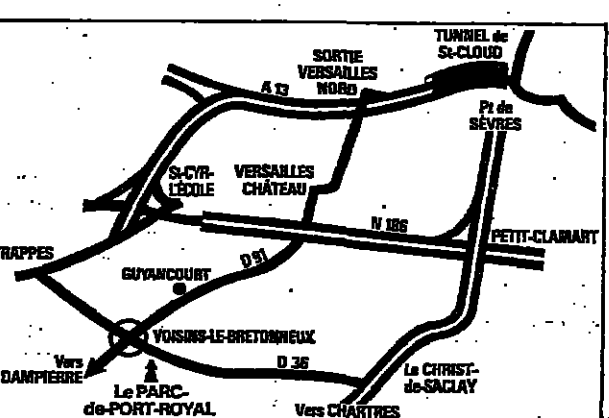 TUNNEL de
St-CLOUD
SORTIE
VERSAILLES
NORD
A 13
Pt de
SÈVRES
St-CYR-
L'ÉCOLE
VERSAILLES
CHÂTEAU
N 186
PETIT-CLAMART
TRAPPES
D 91
GUYANCOURT
VOISINS-LE-BRETONNEUX
D 36
Vers
DAMPIERRE
Le PARC-
de-PORT-ROYAL
Le CHRIST-
de-SACLAY
Vers CHARTRES